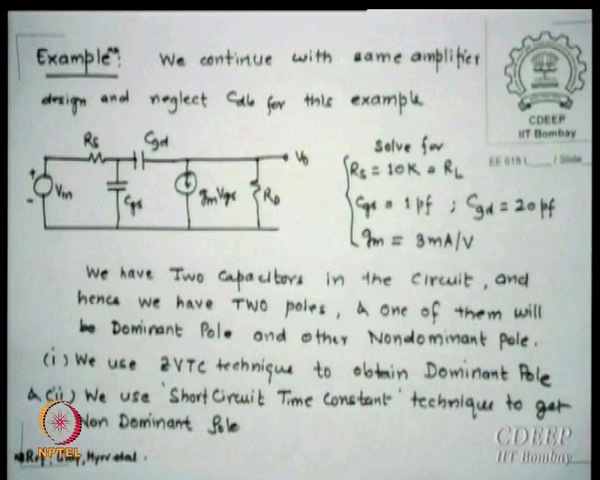 Example**: We continue with same amplifier
CDEEP
IIT Bombay
design and neglect Cdb for this example
EE 618 L____ / Slide
Rs
Cgd
Vo
Solve for
Rs = 10K = RL
Vin
+
-
Cgs
gmVgs
RD
Cgs = 1pf ; Cgd = 20pf
gm = 3mA/V
We have Two Capacitors in the Circuit, and
hence we have TWO poles, & one of them will
be Dominant Pole and other Nondominant pole.
(i) We use ZVTC technique to obtain Dominant Pole
& (ii) We use 'Short Circuit Time Constant' technique to get
Non Dominant Pole
NPTEL
CDEEP
IIT Bombay